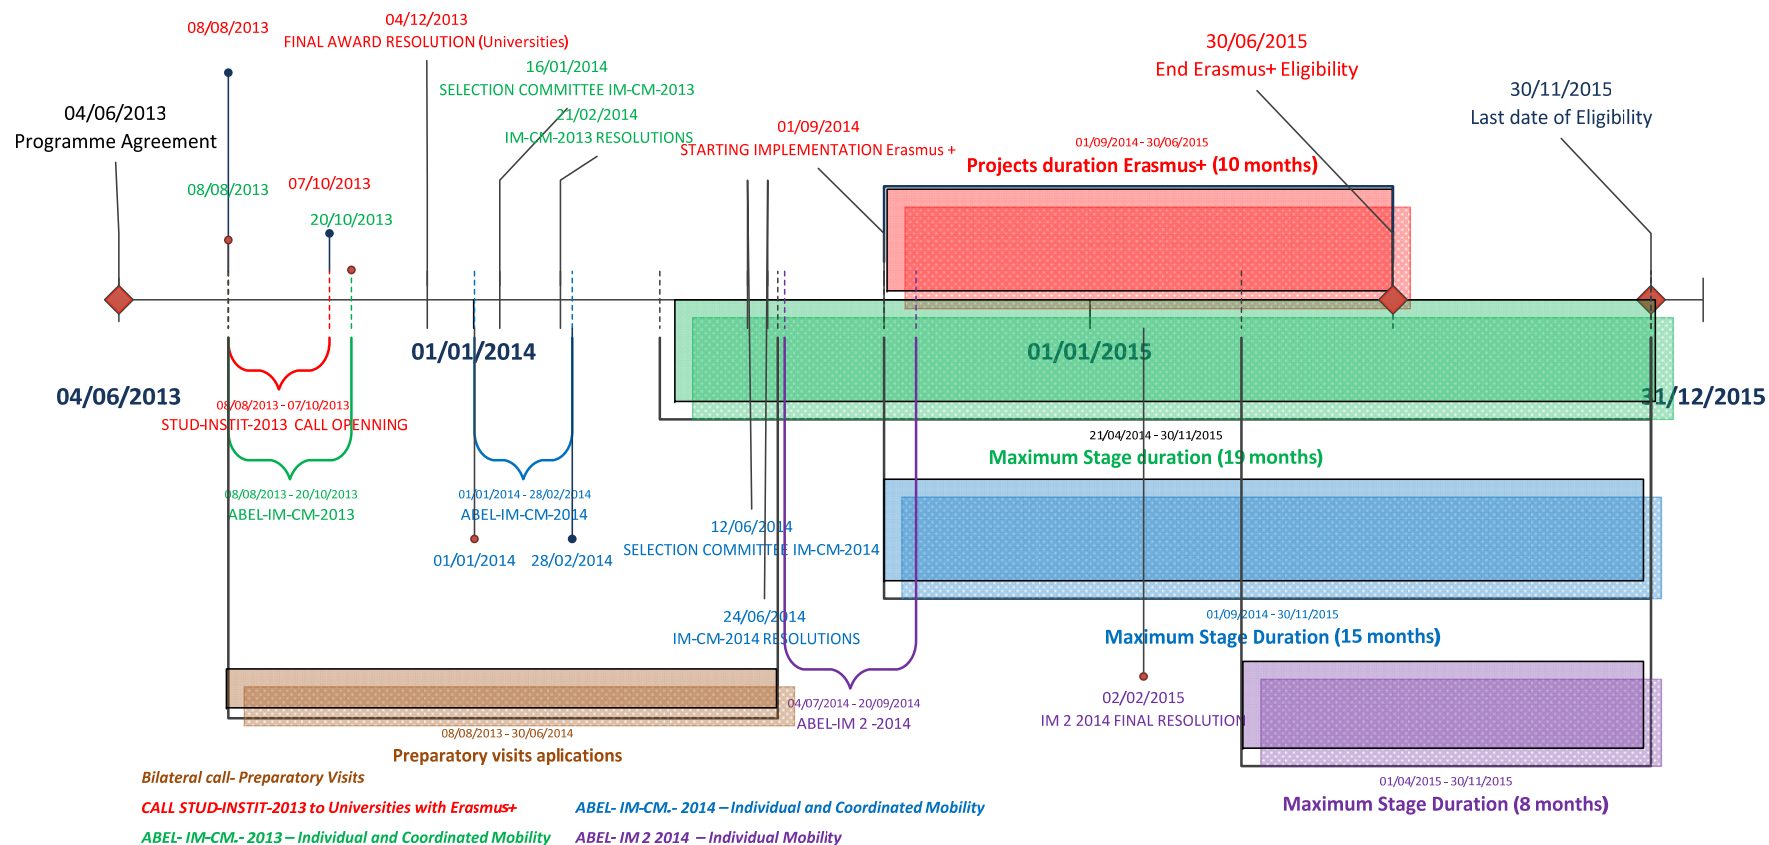 08/08/2013
04/12/2013
FINAL AWARD RESOLUTION (Universities)
16/01/2014
SELECTION COMMITTEE IM-CM-2013
21/02/2014
IM-CM-2013 RESOLUTIONS
01/09/2014
STARTING IMPLEMENTATION Erasmus +
30/06/2015
End Erasmus+ Eligibility
30/11/2015
Last date of Eligibility
04/06/2013
Programme Agreement
01/09/2014 - 30/06/2015
Projects duration Erasmus+ (10 months)
08/08/2013
07/10/2013
20/10/2013
01/01/2014
01/01/2015
04/06/2013
31/12/2015
08/08/2013 - 07/10/2013
STUD-INSTIT-2013 CALL OPENNING
21/04/2014 - 30/11/2015
Maximum Stage duration (19 months)
08/08/2013 - 20/10/2013
ABEL-IM-CM-2013
01/01/2014 - 28/02/2014
ABEL-IM-CM-2014
01/01/2014
28/02/2014
12/06/2014
SELECTION COMMITTEE IM-CM-2014
24/06/2014
IM-CM-2014 RESOLUTIONS
01/09/2014 - 30/11/2015
Maximum Stage Duration (15 months)
04/07/2014 - 20/09/2014
ABEL-IM 2 -2014
02/02/2015
IM 2 2014 FINAL RESOLUTION
08/08/2013 - 30/06/2014
Preparatory visits aplications
01/04/2015 - 30/11/2015
Maximum Stage Duration (8 months)
Bilateral call- Preparatory Visits
CALL STUD-INSTIT-2013 to Universities with Erasmus+
ABEL- IM-CM.- 2014 – Individual and Coordinated Mobility
ABEL- IM-CM.- 2013 – Individual and Coordinated Mobility
ABEL- IM 2 2014 – Individual Mobility